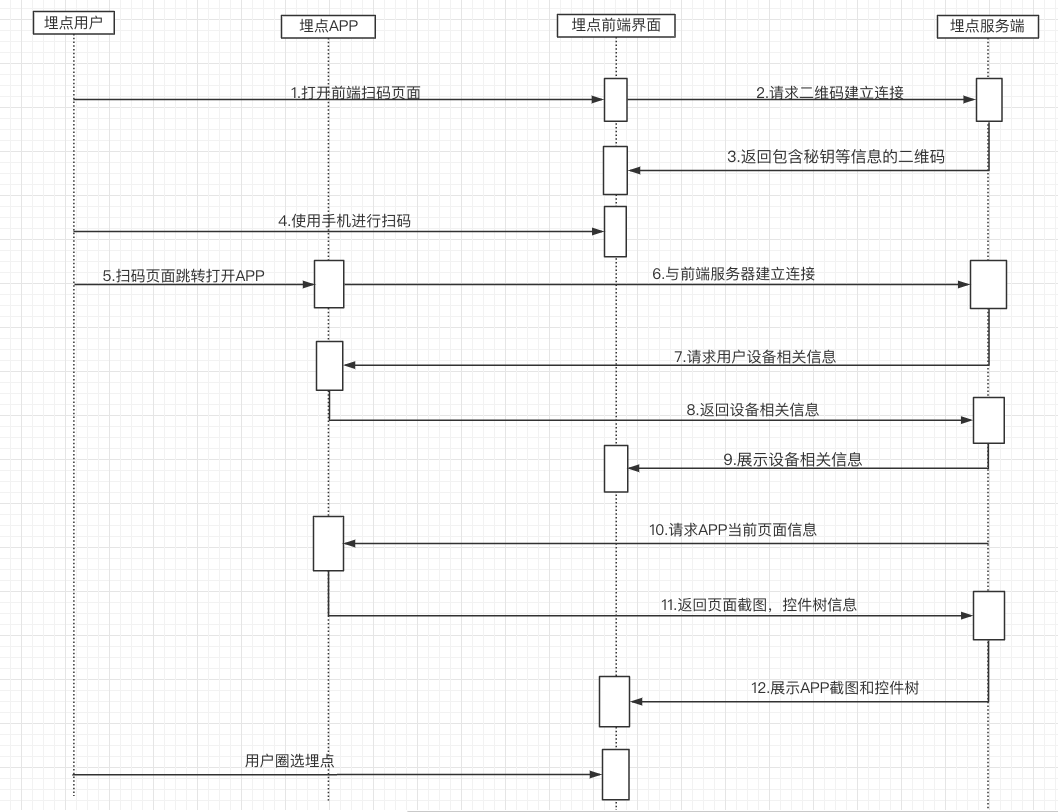 埋点用户
埋点APP
埋点前端界面
埋点服务端
1.打开前端扫码页面
2.请求二维码建立连接
3.返回包含秘钥等信息的二维码
4.使用手机进行扫码
5.扫码页面跳转打开APP
6.与前端服务器建立连接
7.请求用户设备相关信息
8.返回设备相关信息
9.展示设备相关信息
10.请求APP当前页面信息
11.返回页面截图，控件树信息
12.展示APP截图和控件树
用户圈选埋点